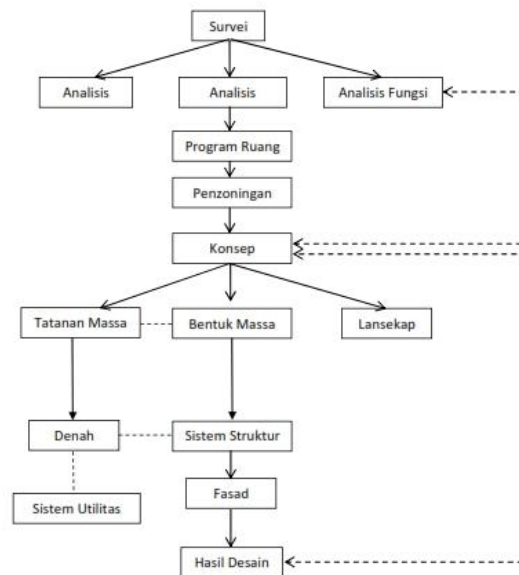 Survei
Analisis
Analisis
Analisis Fungsi
Program Ruang
Penzoningan
Konsep
Tatanan Massa
Bentuk Massa
Lansekap
Denah
Sistem Struktur
Sistem Utilitas
Fasad
Hasil Desain